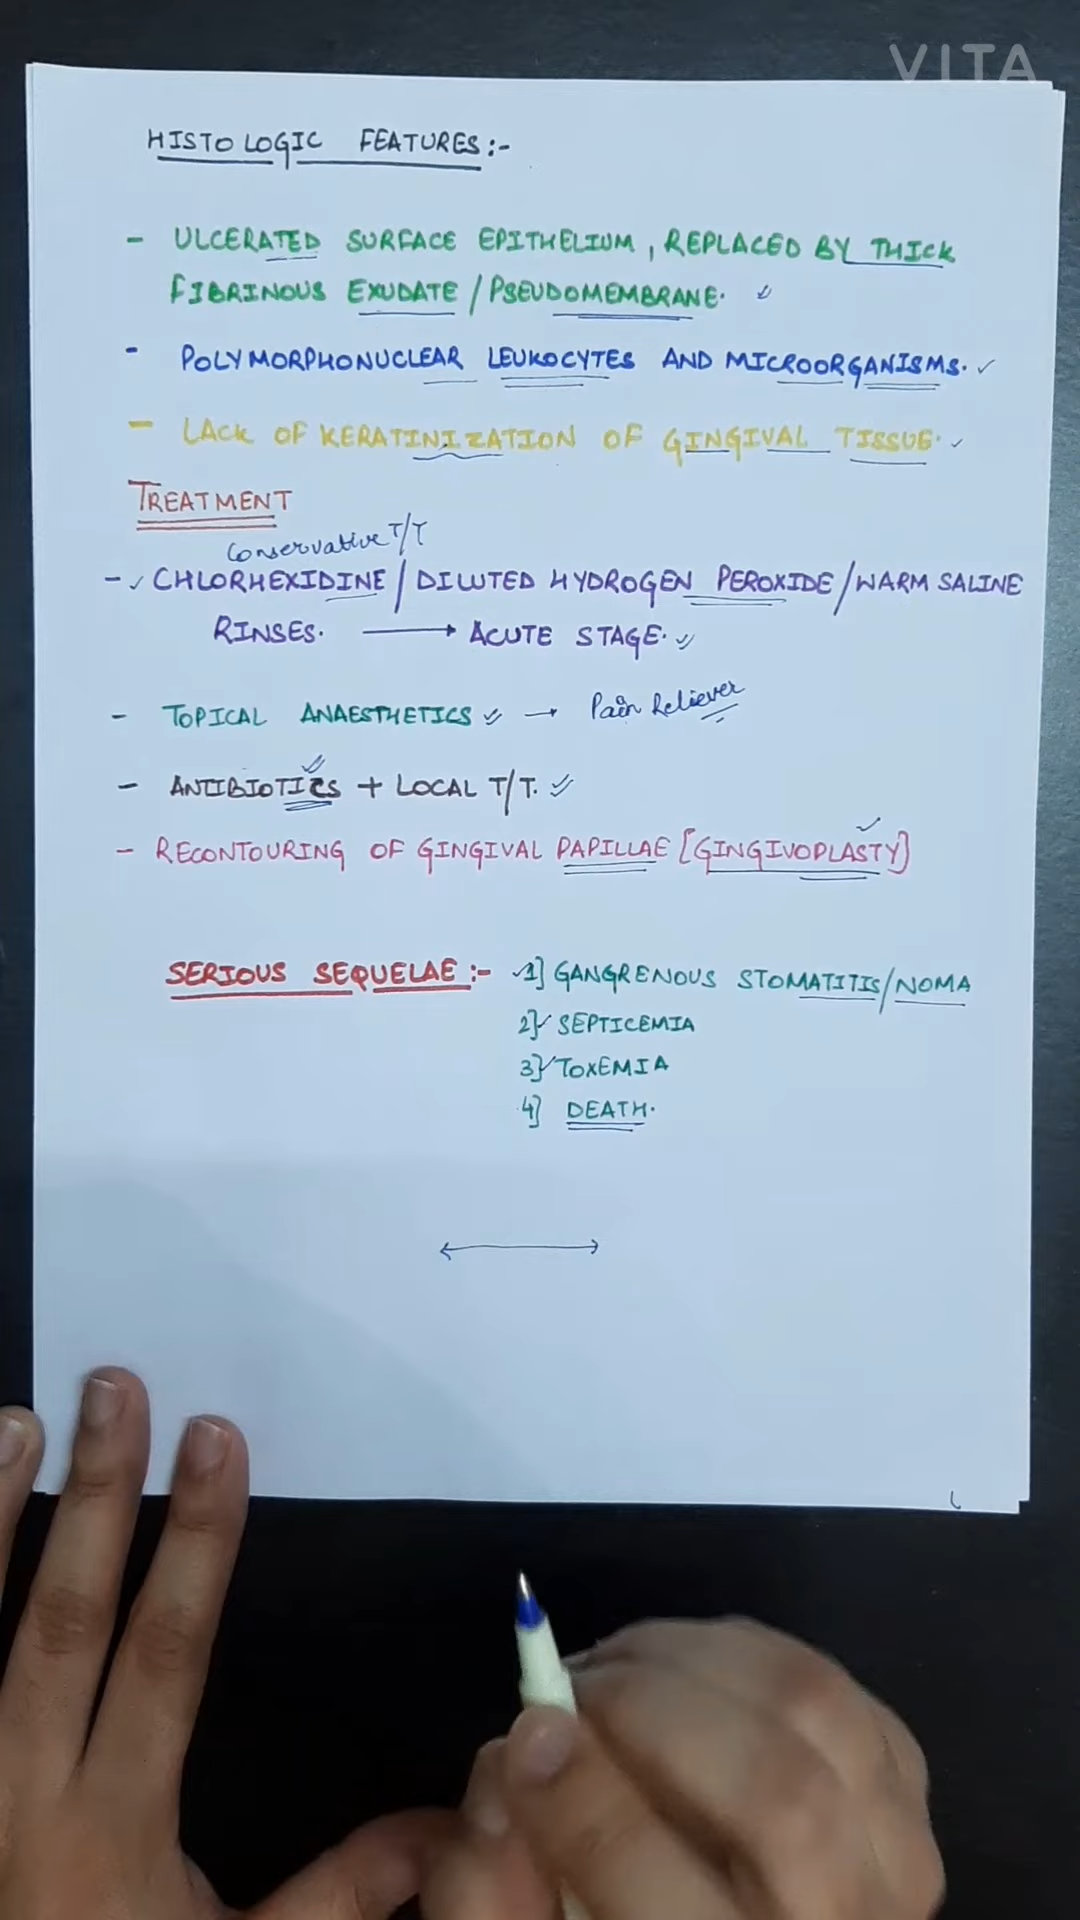 VITA
HISTOLOGIC FEATURES:-
- ULCERATED SURFACE EPITHELIUM, REPLACED BY THICK
FIBRINOUS EXUDATE / PSEUDOMEMBRANE.
- POLYMORPHONUCLEAR LEUKOCYTES AND MICROORGANISMS.
- LACK OF KERATINIZATION OF GINGIVAL TISSUE.
TREATMENT
Conservative T/T
- CHLORHEXIDINE / DILUTED HYDROGEN PEROXIDE / WARM SALINE
RINSES. → ACUTE STAGE.
- TOPICAL ANAESTHETICS → Pain Reliever
- ANTIBIOTICS + LOCAL T/T.
- RECONTOURING OF GINGIVAL PAPILLAE [GINGIVOPLASTY]
SERIOUS SEQUELAE:- 1] GANGRENOUS STOMATITIS/NOMA
2] SEPTICEMIA
3] TOXEMIA
4] DEATH.